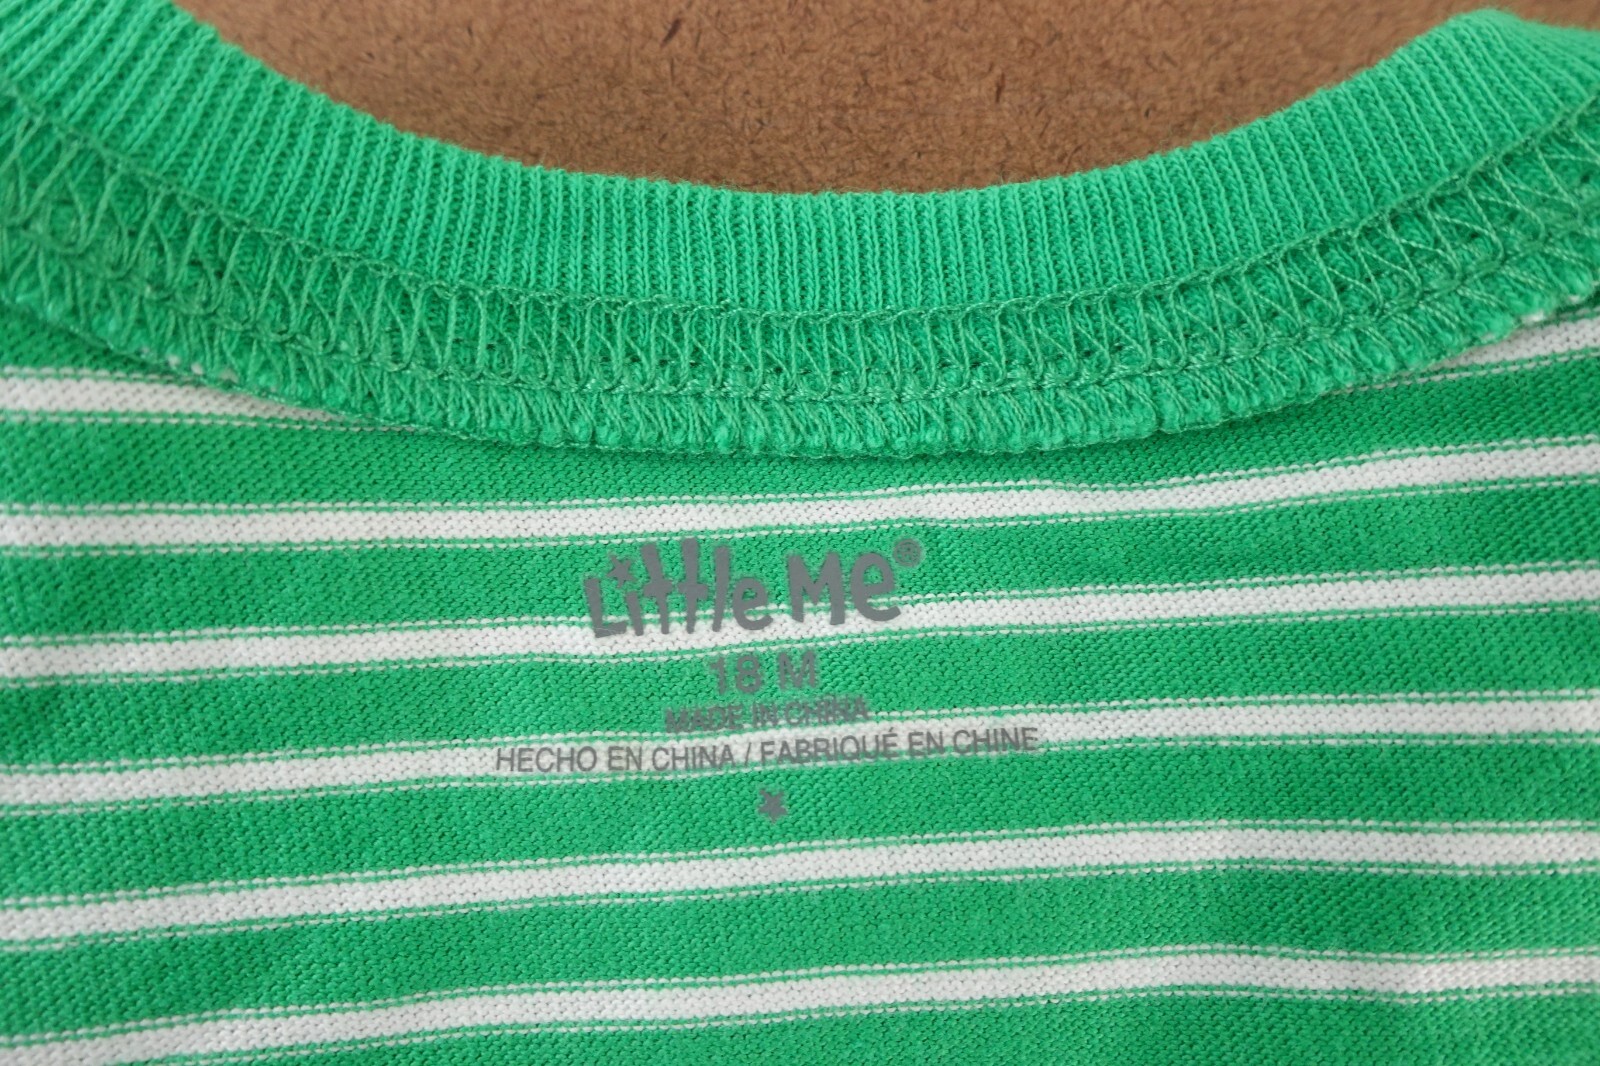 Little Me®
18 M
MADE IN CHINA
HECHO EN CHINA / FABRIQUÉ EN CHINE